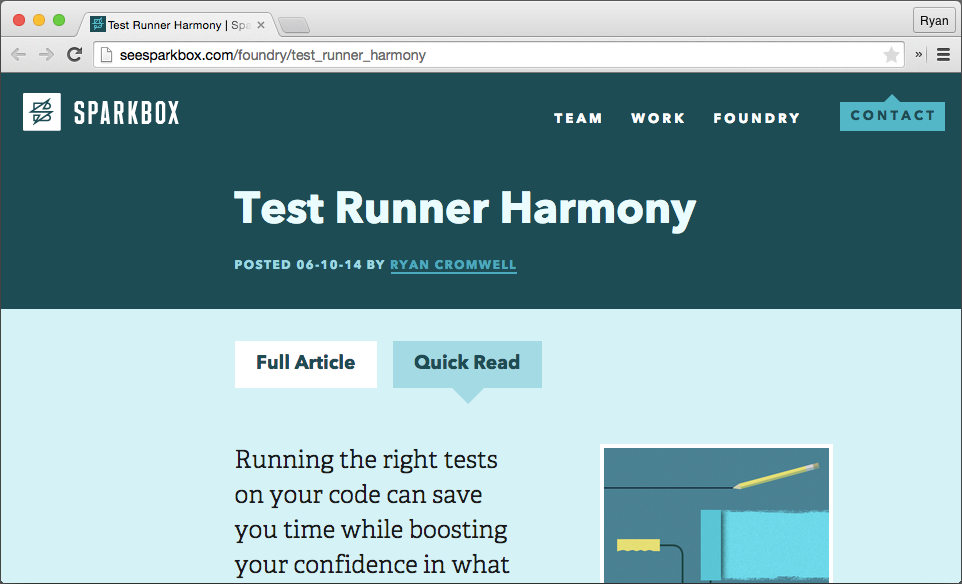 Test Runner Harmony | Spa
Ryan
seesparkbox.com/foundry/test_runner_harmony
»
SPARKBOX
TEAM WORK FOUNDRY CONTACT
Test Runner Harmony
POSTED 06-10-14 BY RYAN CROMWELL
Full Article Quick Read
Running the right tests
on your code can save
you time while boosting
your confidence in what